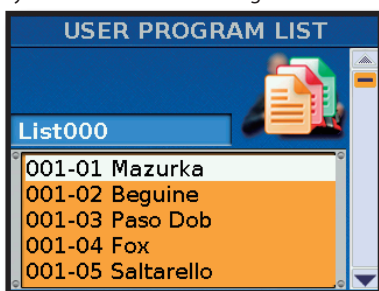 USER PROGRAM LIST
List000
001-01 Mazurka
001-02 Beguine
001-03 Paso Dob
001-04 Fox
001-05 Saltarello